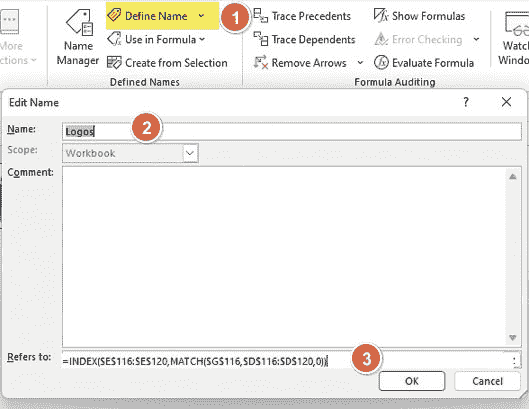 More
ctions
Name
Manager
Define Name
1
Use in Formula
Create from Selection
Defined Names
Trace Precedents
Trace Dependents
Remove Arrows
Show Formulas
Error Checking
Evaluate Formula
Formula Auditing
Watch
Windo
Edit Name
?
Name:
Logos
2
Scope:
Workbook
Comment:
Refers to:
=INDEX($E$116:$E$120,MATCH($G$116,$D$116:$D$120,0))
3
OK
Cancel